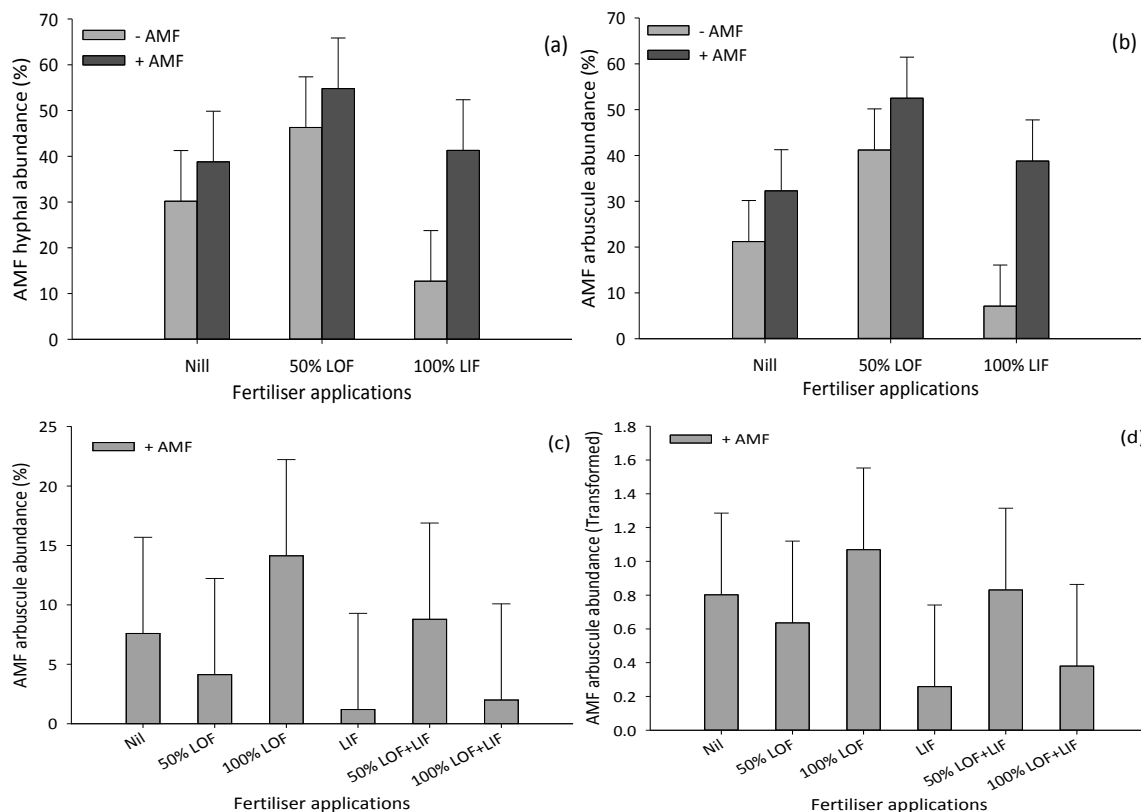 AMF hyphal abundance (%)
70
60
50
40
30
20
10
0
- AMF
+ AMF
(a)
Nill 50% LOF 100% LIF
Fertiliser applications
AMF arbuscule abundance (%)
70
60
50
40
30
20
10
0
- AMF
+ AMF
(b)
Nill 50% LOF 100% LIF
Fertiliser applications
AMF arbuscule abundance (%)
25
20
15
10
5
0
+ AMF
(c)
Nil 50% LOF 100% LOF LIF 50% LOF+LIF 100% LOF+LIF
Fertiliser applications
AMF arbuscule abundance (Transformed)
1.8
1.6
1.4
1.2
1.0
0.8
0.6
0.4
0.2
0.0
+ AMF
(d)
Nil 50% LOF 100% LOF LIF 50% LOF+LIF 100% LOF+LIF
Fertiliser applications